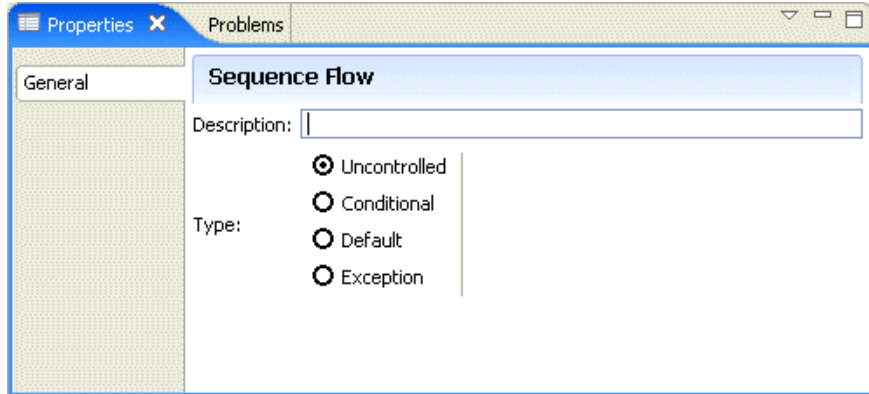 Properties Problems
General
Sequence Flow
Description:
Type:
Uncontrolled
Conditional
Default
Exception